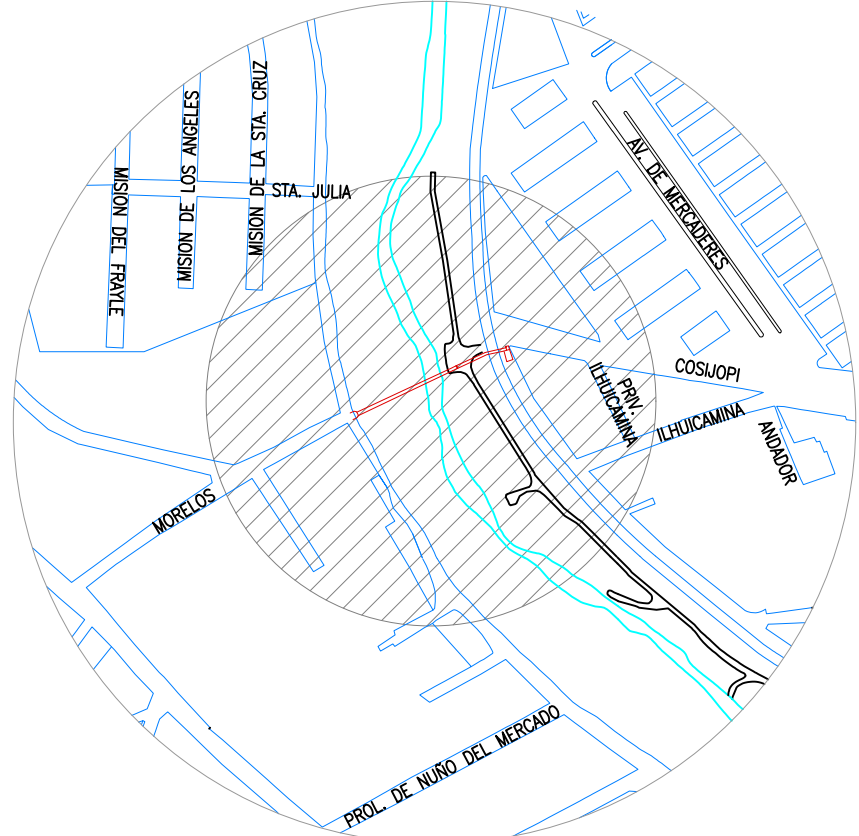 MISION DEL FRAYLE
MISION DE LOS ANGELES
MISION DE LA STA. CRUZ
STA. JULIA
AV. DE MERCADERES
COSIJOPI
PRIV.
ILHUICAMINA
ILHUICAMINA
ANDADOR
MORELOS
PROL. DE NUÑO DEL MERCADO